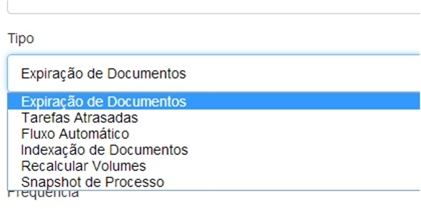 Tipo
Expiração de Documentos
Expiração de Documentos
Tarefas Atrasadas
Fluxo Automático
Indexação de Documentos
Recalcular Volumes
Snapshot de Processo
Frequência